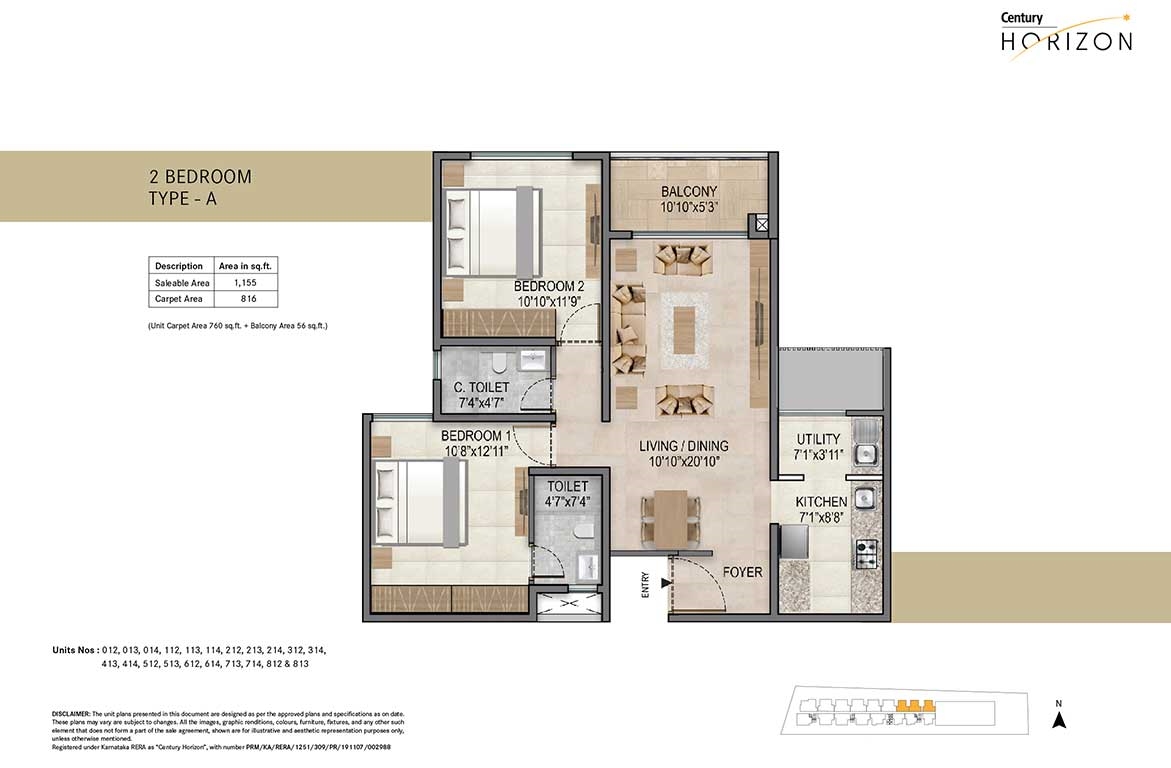 Century
HORIZON
2 BEDROOM
TYPE - A
Description Area in sq.ft.
Saleable Area 1,155
Carpet Area 816
(Unit Carpet Area 760 sq.ft. + Balcony Area 56 sq.ft.)
BALCONY
10'10"x5'3"
BEDROOM 2
10'10"x11'9"
C. TOILET
7'4"x4'7"
BEDROOM 1
10'8"x12'11"
LIVING / DINING
10'10"x20'10"
UTILITY
7'1"x3'11"
TOILET
4'7"x7'4"
KITCHEN
7'1"x8'8"
FOYER
ENTRY
Units Nos : 012, 013, 014, 112, 113, 114, 212, 213, 214, 312, 314,
413, 414, 512, 513, 612, 614, 713, 714, 812 & 813
DISCLAIMER: The unit plans presented in this document are designed as per the approved plans and specifications as on date.
These plans may vary are subject to changes. All the images, graphic renditions, colours, furniture, fixtures, and any other such
element that does not form a part of the sale agreement, shown are for illustrative and aesthetic representation purposes only,
unless otherwise mentioned.
Registered under Karnataka RERA as "Century Horizon", with number PRM/KA/RERA/1251/309/PR/191107/002988
N